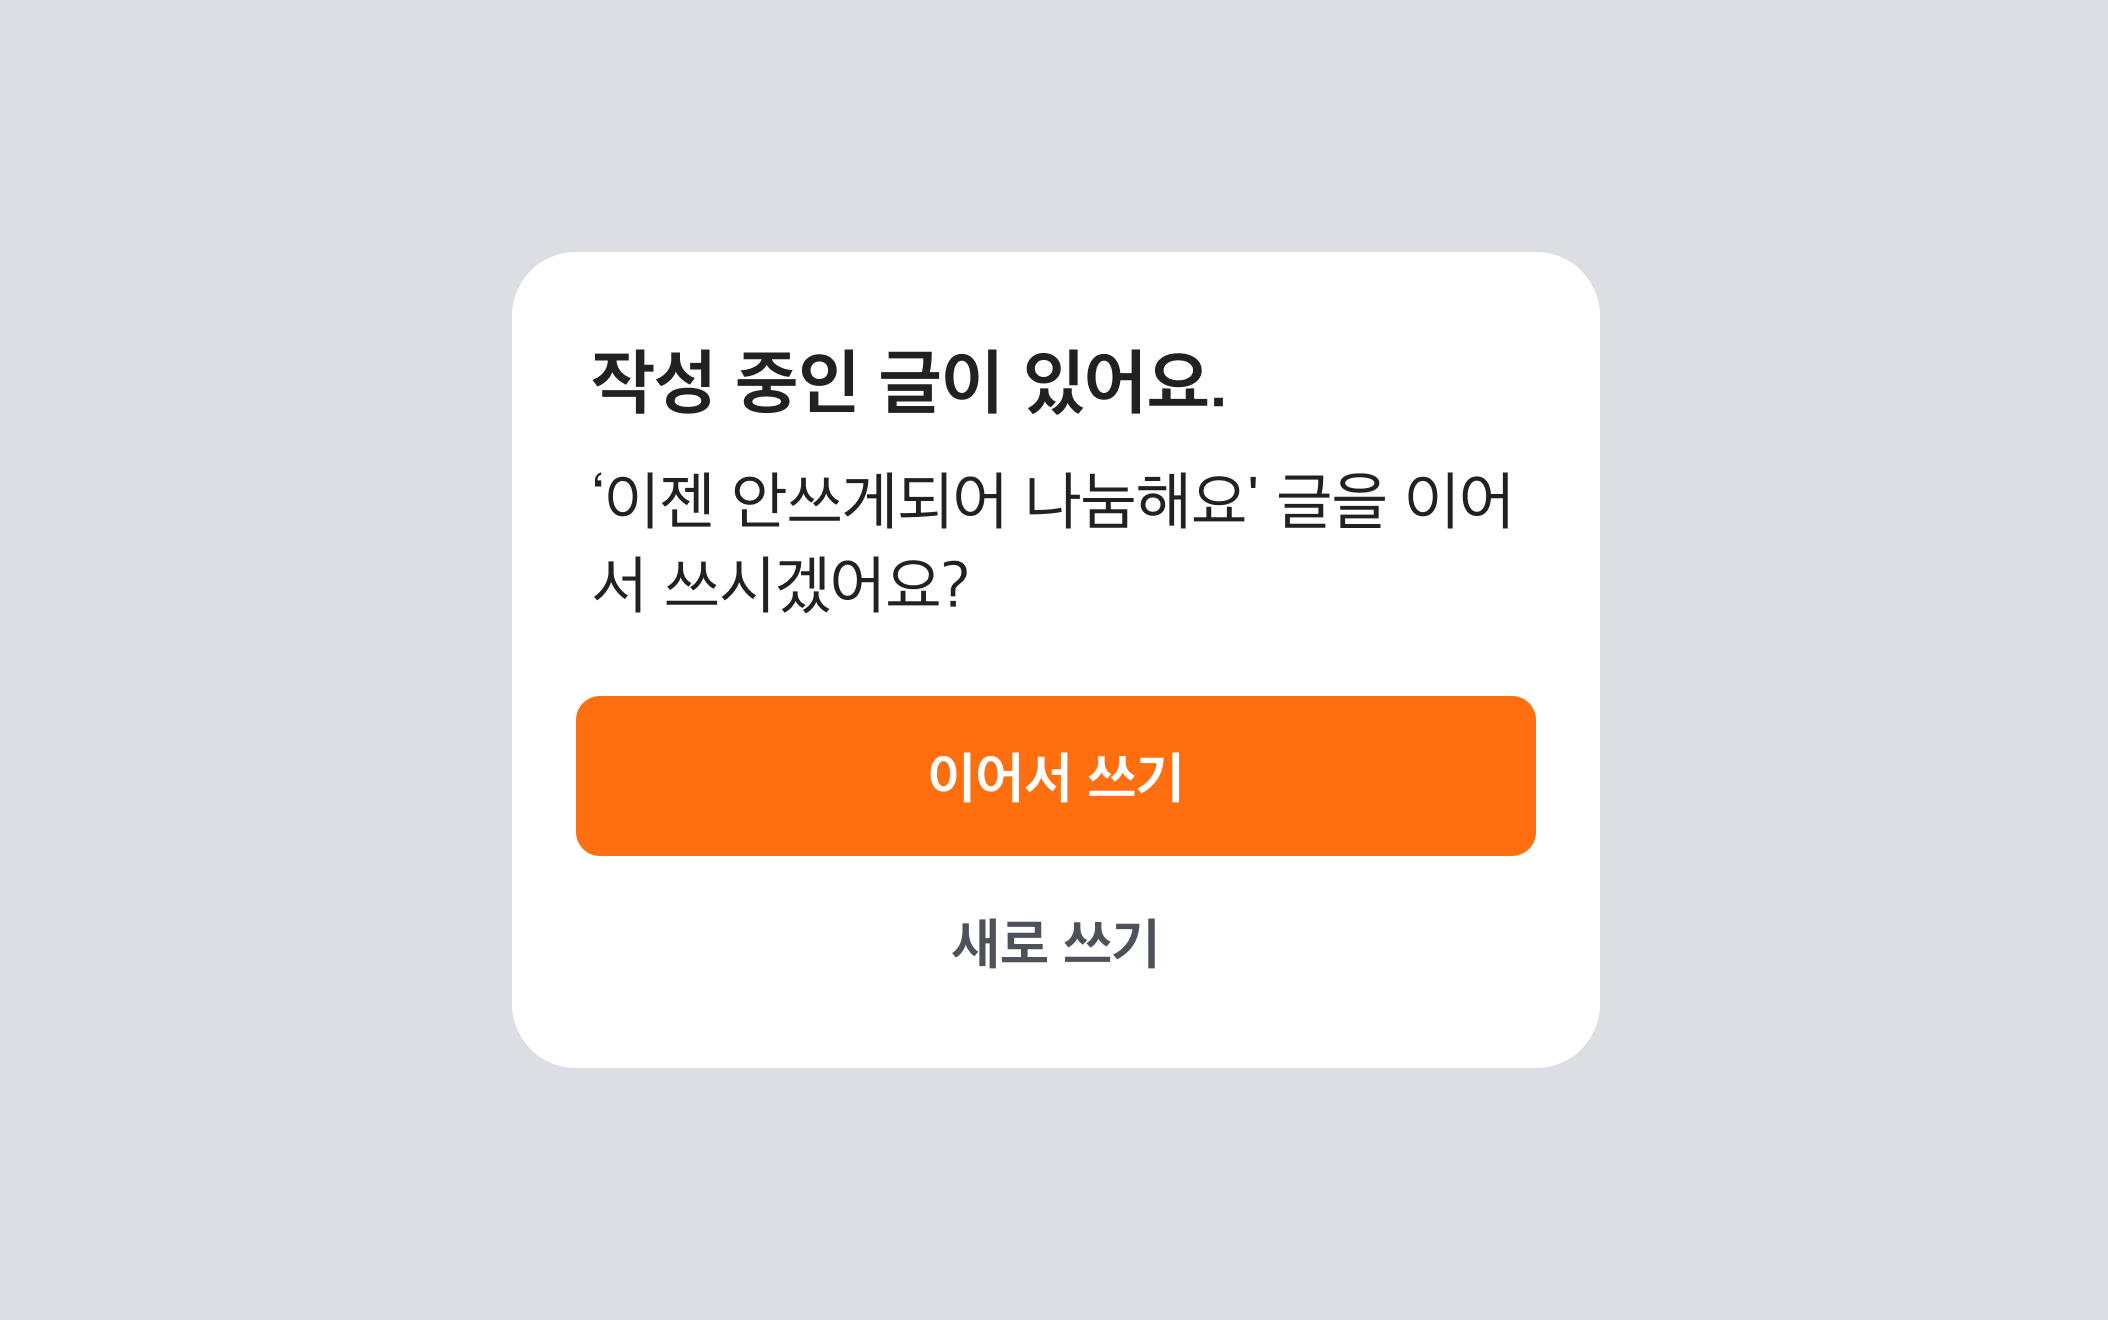 작성 중인 글이 있어요.
‘이젠 안쓰게되어 나눔해요' 글을 이어
서 쓰시겠어요?
이어서 쓰기
새로 쓰기